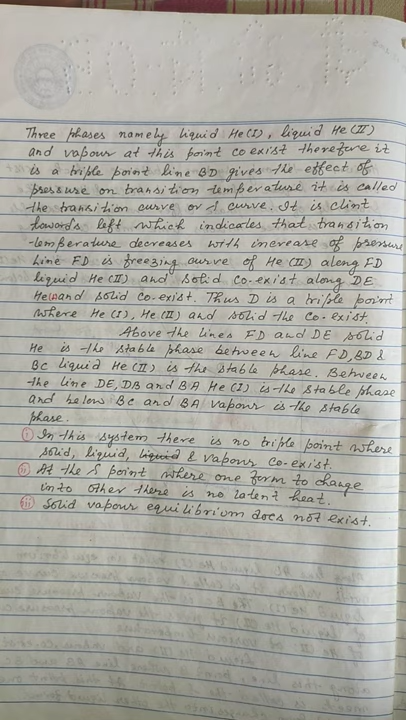 Three phases namely liquid He(I), liquid He(II)
and vapour at this point co exist therefore it
is a triple point line BD gives the effect of
pressure on transition temperature it is called
the transition curve or λ curve. It is clint
towards left which indicates that transition
temperature decreases with increase of pressure
Line FD is freezing curve of He(II) along FD
liquid He(II) and solid co-exist along DE
He(I) and solid co-exist. Thus D is a triple point
where He(I), He(II) and solid the co-exist.
Above the lines FD and DE solid
He is the stable phase between line FD, BD &
BC liquid He(II) is the stable phase. Between
the line DE, DB and BA He(I) is the stable phase
and below BC and BA vapour is the stable
phase.
(i) In this system there is no triple point where
solid, liquid, liquid & vapour co-exist.
(ii) At the λ point where one form to change
into other there is no latent heat.
(iii) Solid vapour equilibrium does not exist.